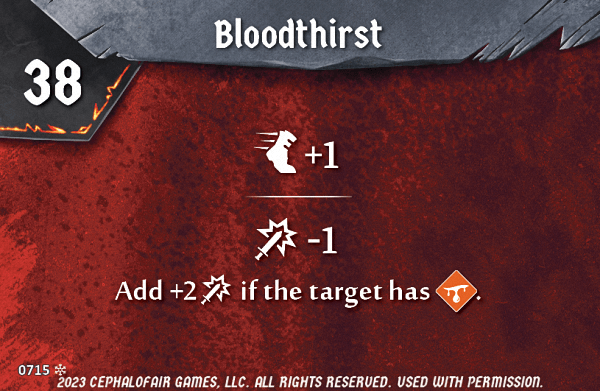 Bloodthirst
38
+1
-1
Add +2 if the target has .
0715
2023 CEPHALOFAIR GAMES, LLC. ALL RIGHTS RESERVED. USED WITH PERMISSION.